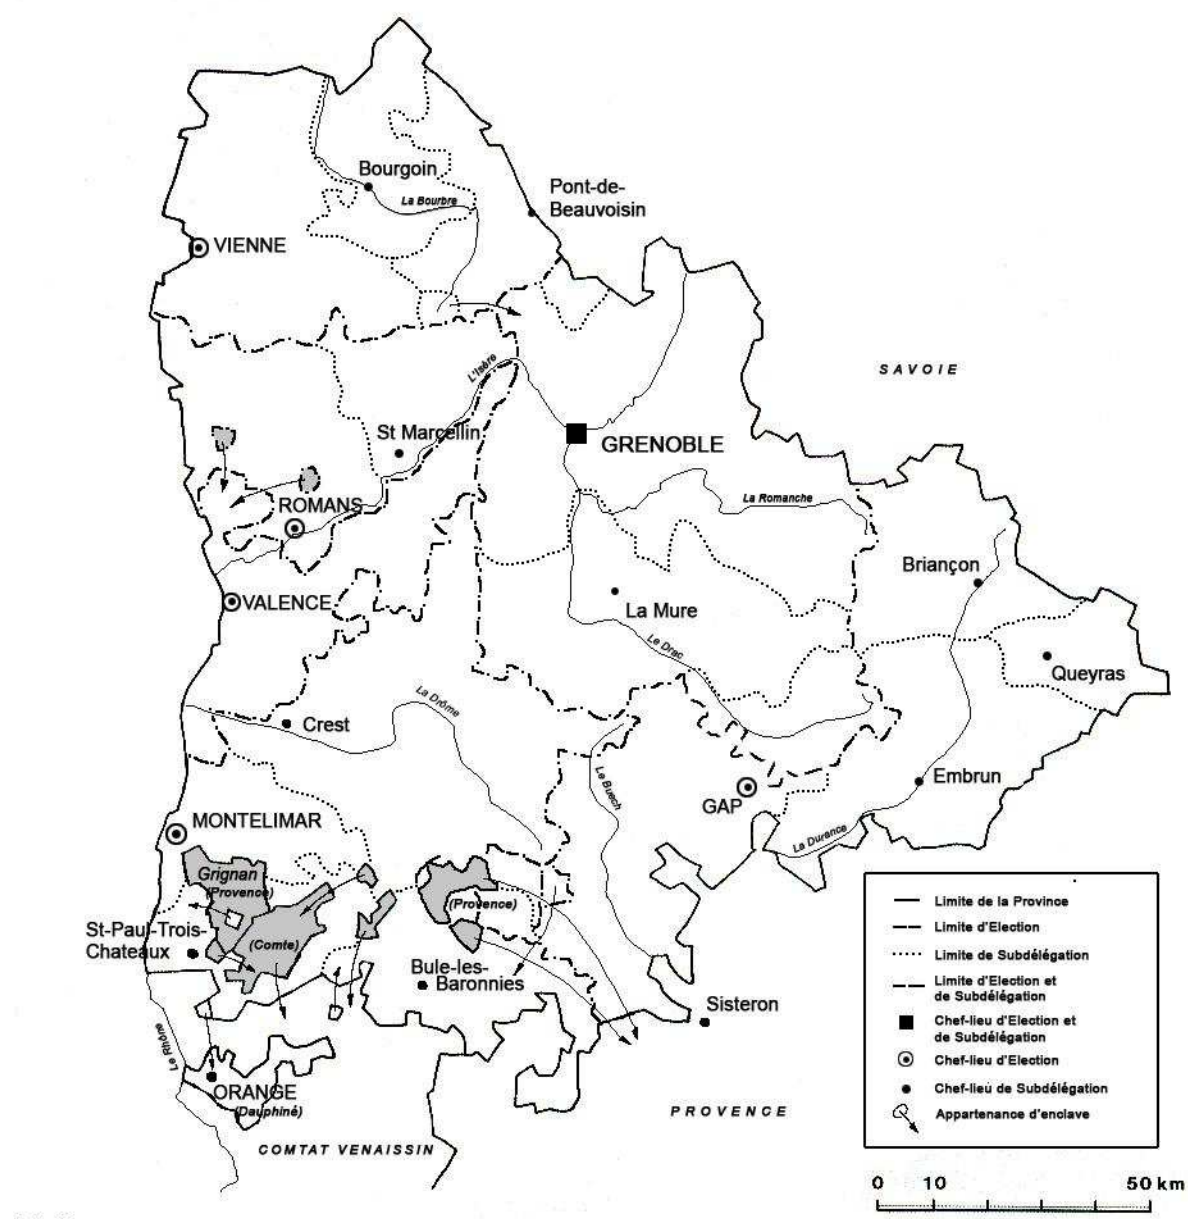 Bourgoin
La Bourbre
Pont-de-
Beauvoisin
VIENNE
SAVOIE
L'Isère
St Marcellin
GRENOBLE
ROMANS
La Romanche
Briançon
VALENCE
La Mure
Le Drac
Queyras
La Drôme
Crest
Embrun
Le Buech
GAP
MONTELIMAR
La Durance
Grignan
(Provence)
(Provence)
St-Paul-Trois-
Chateaux
(Comte)
Bule-les-
Baronnies
Sisteron
Le Rhône
ORANGE
(Dauphiné)
PROVENCE
COMTAT VENAISSIN
Limite de la Province
Limite d'Election
Limite de Subdélégation
Limite d'Election et
de Subdélégation
Chef-lieu d'Election et
de Subdélégation
Chef-lieu d'Election
Chef-lieu de Subdélégation
Appartenance d'enclave
0 10 50 km